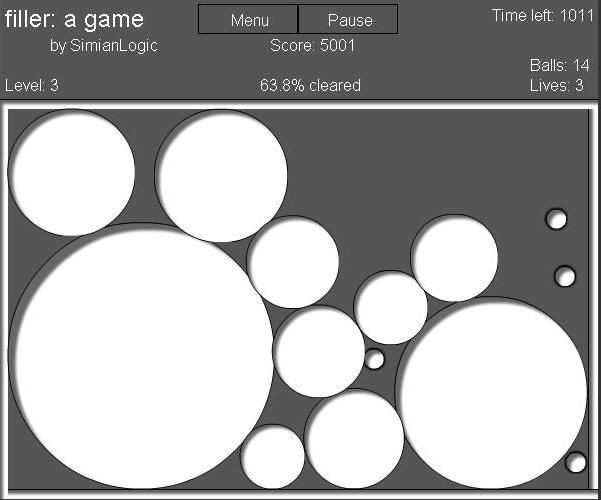 filler: a game
Menu
Pause
Time left: 1011
by SimianLogic
Score: 5001
Balls: 14
Level: 3
63.8% cleared
Lives: 3